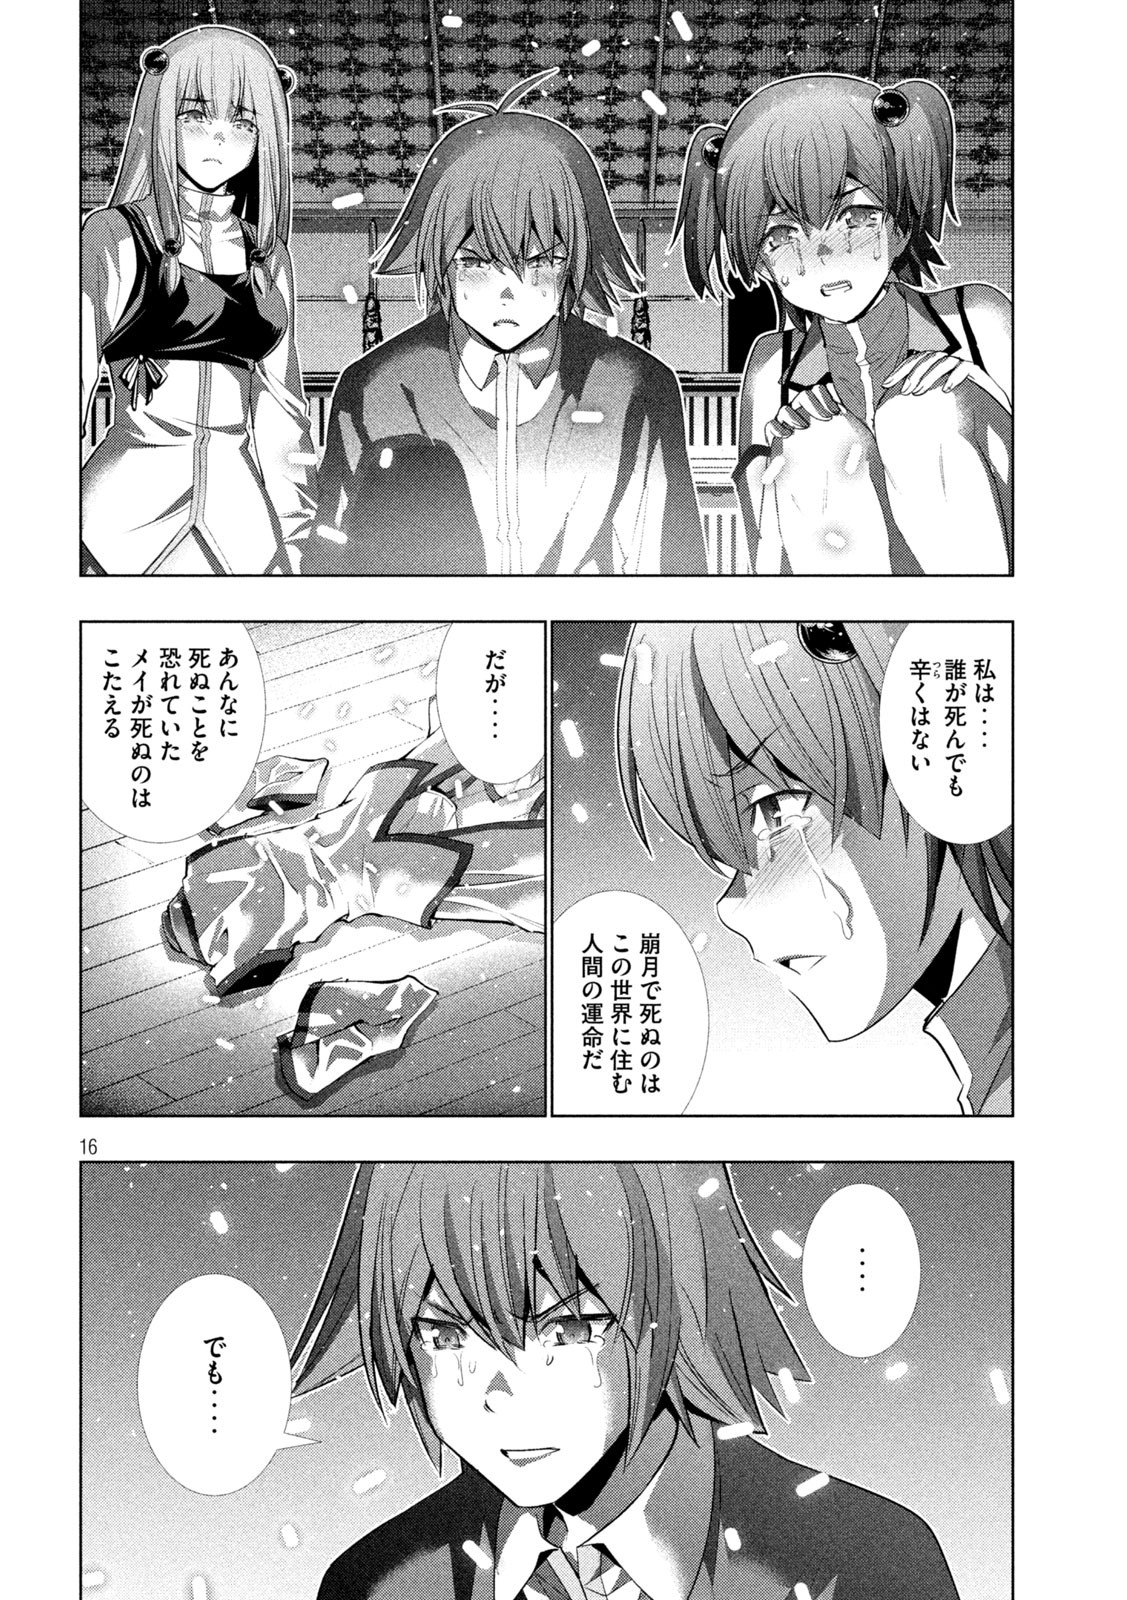 私は‥‥
誰が死んでも
辛くはない
つら
崩月で死ぬのは
この世界に住む
人間の運命だ
だが‥‥
あんなに
死ぬことを
恐れていた
メイが死ぬのは
こたえる
16
‥‥
でも‥‥